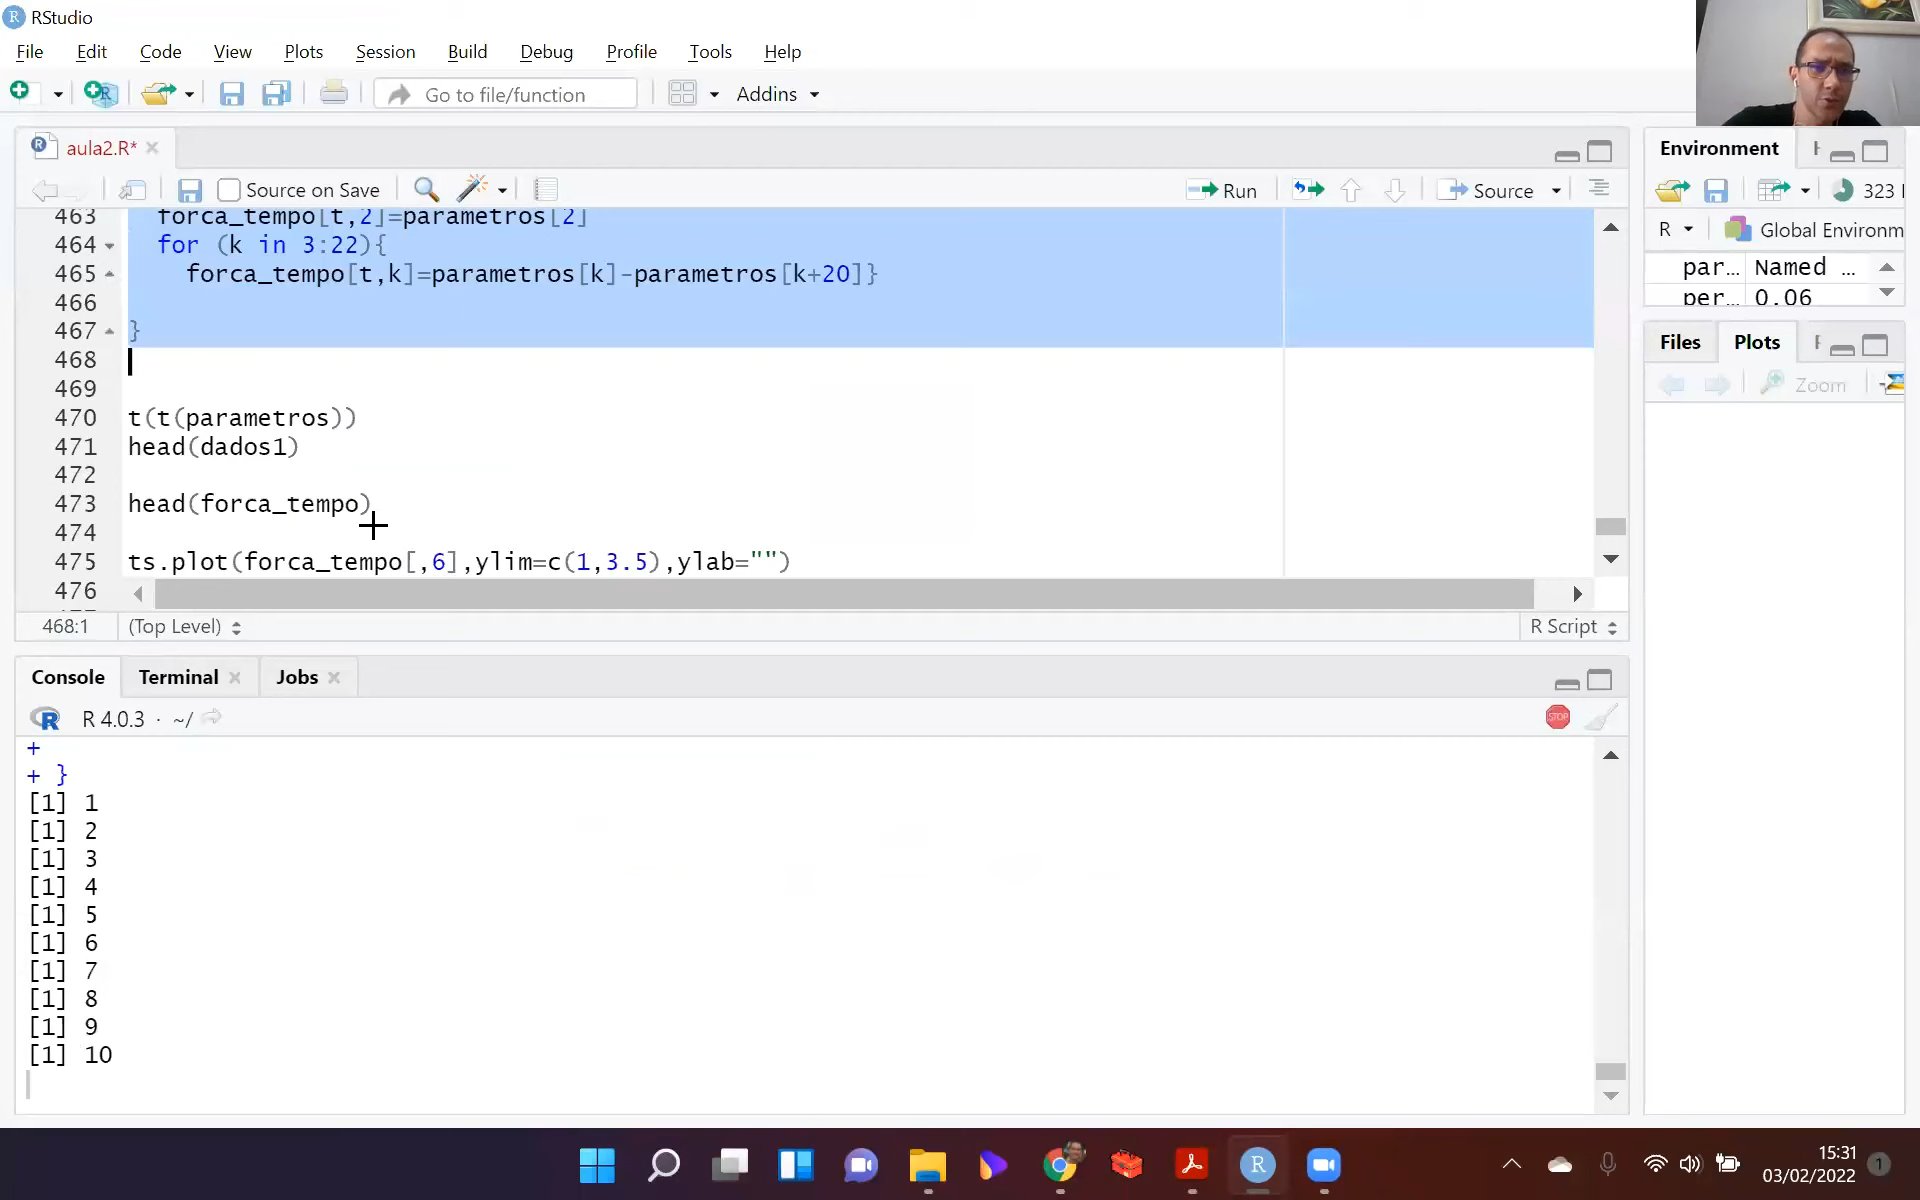 RStudio
File Edit Code View Plots Session Build Debug Profile Tools Help
Go to file/function Addins
aula2.R*
Source on Save Run Source
463 forca_tempo[t,2]=parametros[2]
464 for (k in 3:22){
465 forca_tempo[t,k]=parametros[k]-parametros[k+20]}
466
467 }
468
469
470 t(t(parametros))
471 head(dados1)
472
473 head(forca_tempo)
474
475 ts.plot(forca_tempo[,6],ylim=c(1,3.5),ylab="")
476
468:1 (Top Level) R Script
Console Terminal Jobs
R 4.0.3 · ~/
STOP
+
+ }
[1] 1
[1] 2
[1] 3
[1] 4
[1] 5
[1] 6
[1] 7
[1] 8
[1] 9
[1] 10
Environment
323
R Global Environm
par… Named …
per… 0.06
Files Plots
Zoom
15:31
03/02/2022
1